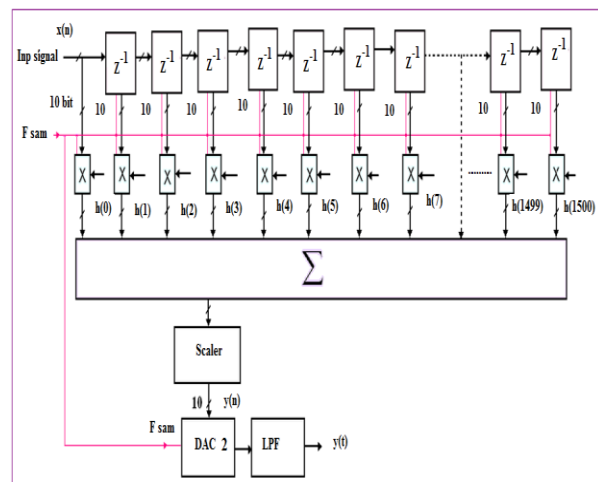 x(n)
Inp signal
z-1 z-1 z-1 z-1 z-1 z-1 z-1 z-1 z-1
10 bit 10 10 10 10 10 10 10 10 10
F sam
X X X X X X X X X
h(0) h(1) h(2) h(3) h(4) h(5) h(6) h(7) h(1499) h(1500)
Σ
Scaler
10 y(n)
F sam
DAC 2 LPF y(t)